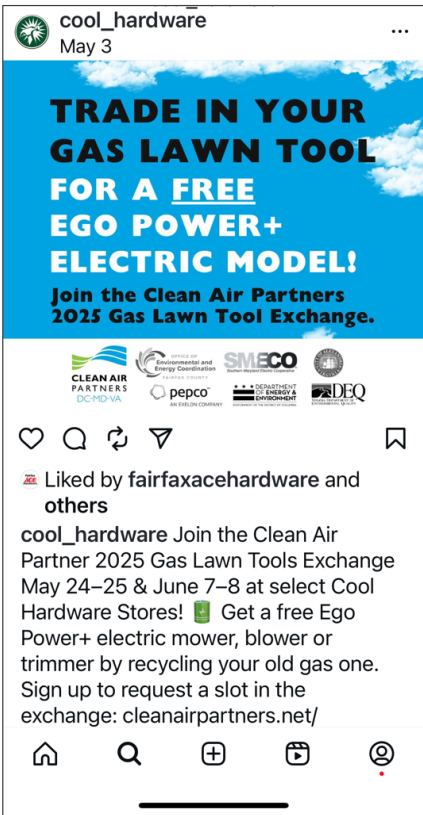 cool_hardware
May 3
TRADE IN YOUR
GAS LAWN TOOL
FOR A FREE
EGO POWER+
ELECTRIC MODEL!
Join the Clean Air Partners
2025 Gas Lawn Tool Exchange.
CLEAN AIR
PARTNERS
DC-MD-VA
OFFICE OF
Environmental and
Energy Coordination
FAIRFAX COUNTY
pepco
AN EXELON COMPANY
SMECO
Southern Maryland Electric Cooperative
DEPARTMENT
OF ENERGY &
ENVIRONMENT
DEQ
Liked by fairfaxacehardware and
others
cool_hardware Join the Clean Air
Partner 2025 Gas Lawn Tools Exchange
May 24–25 & June 7–8 at select Cool
Hardware Stores! Get a free Ego
Power+ electric mower, blower or
trimmer by recycling your old gas one.
Sign up to request a slot in the
exchange: cleanairpartners.net/